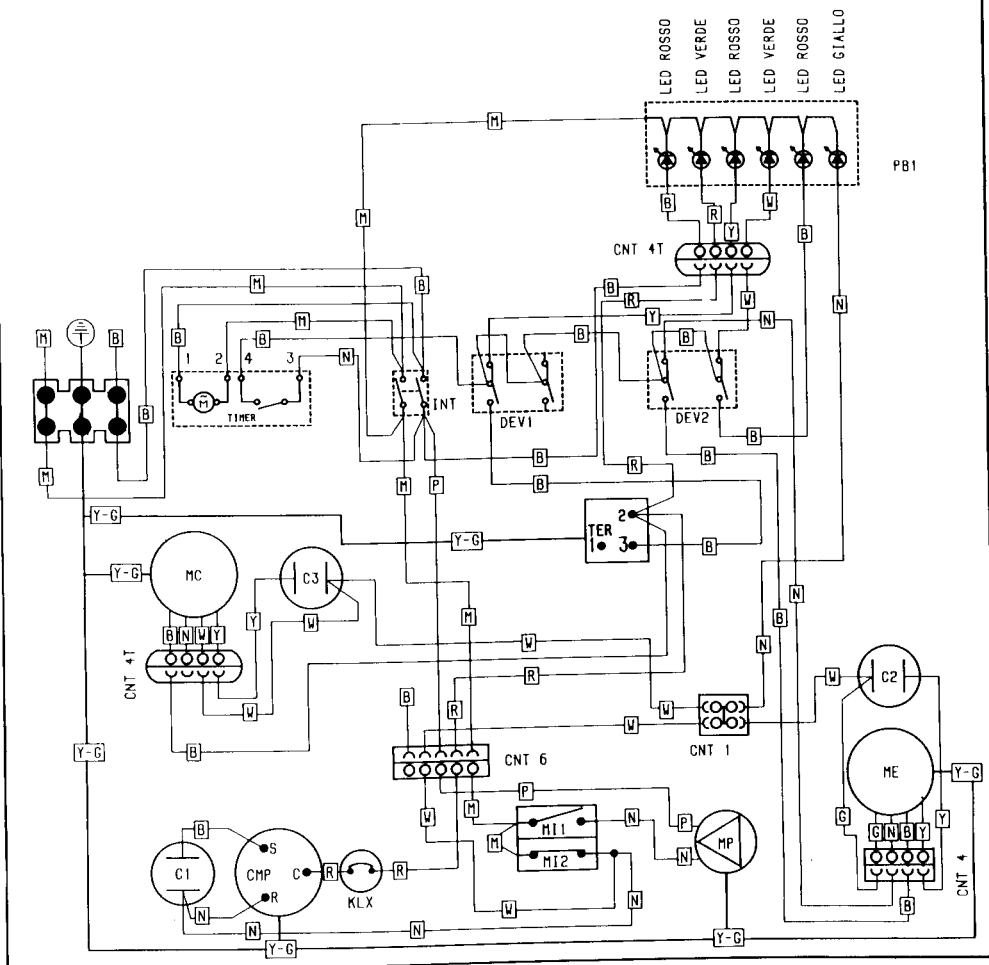 LED ROSSO
LED VERDE
LED ROSSO
LED VERDE
LED ROSSO
LED GIALLO
M
PB1
B
R
Y
W
B
M
CNT 4T
B
M
B
R
W
N
N
M
Y
B
M
B
B
B
N
B
1
2
4
3
M
TIMER
B
INT
DEV1
DEV2
B
B
B
R
M
M
P
B
Y-G
TER
2
1
3
Y-G
B
Y-G
MC
C3
B
N
W
Y
Y
W
M
N
B
N
CNT 4T
W
W
B
R
R
W
W
B
W
C2
Y-G
CNT 6
CNT 1
ME
Y-G
P
W
M
M
MI1
MI2
N
P
N
MP
G
G
N
B
Y
Y
CNT 4
B
C1
S
CMP
C
R
R
R
KLX
N
W
N
B
N
N
Y-G
Y-G